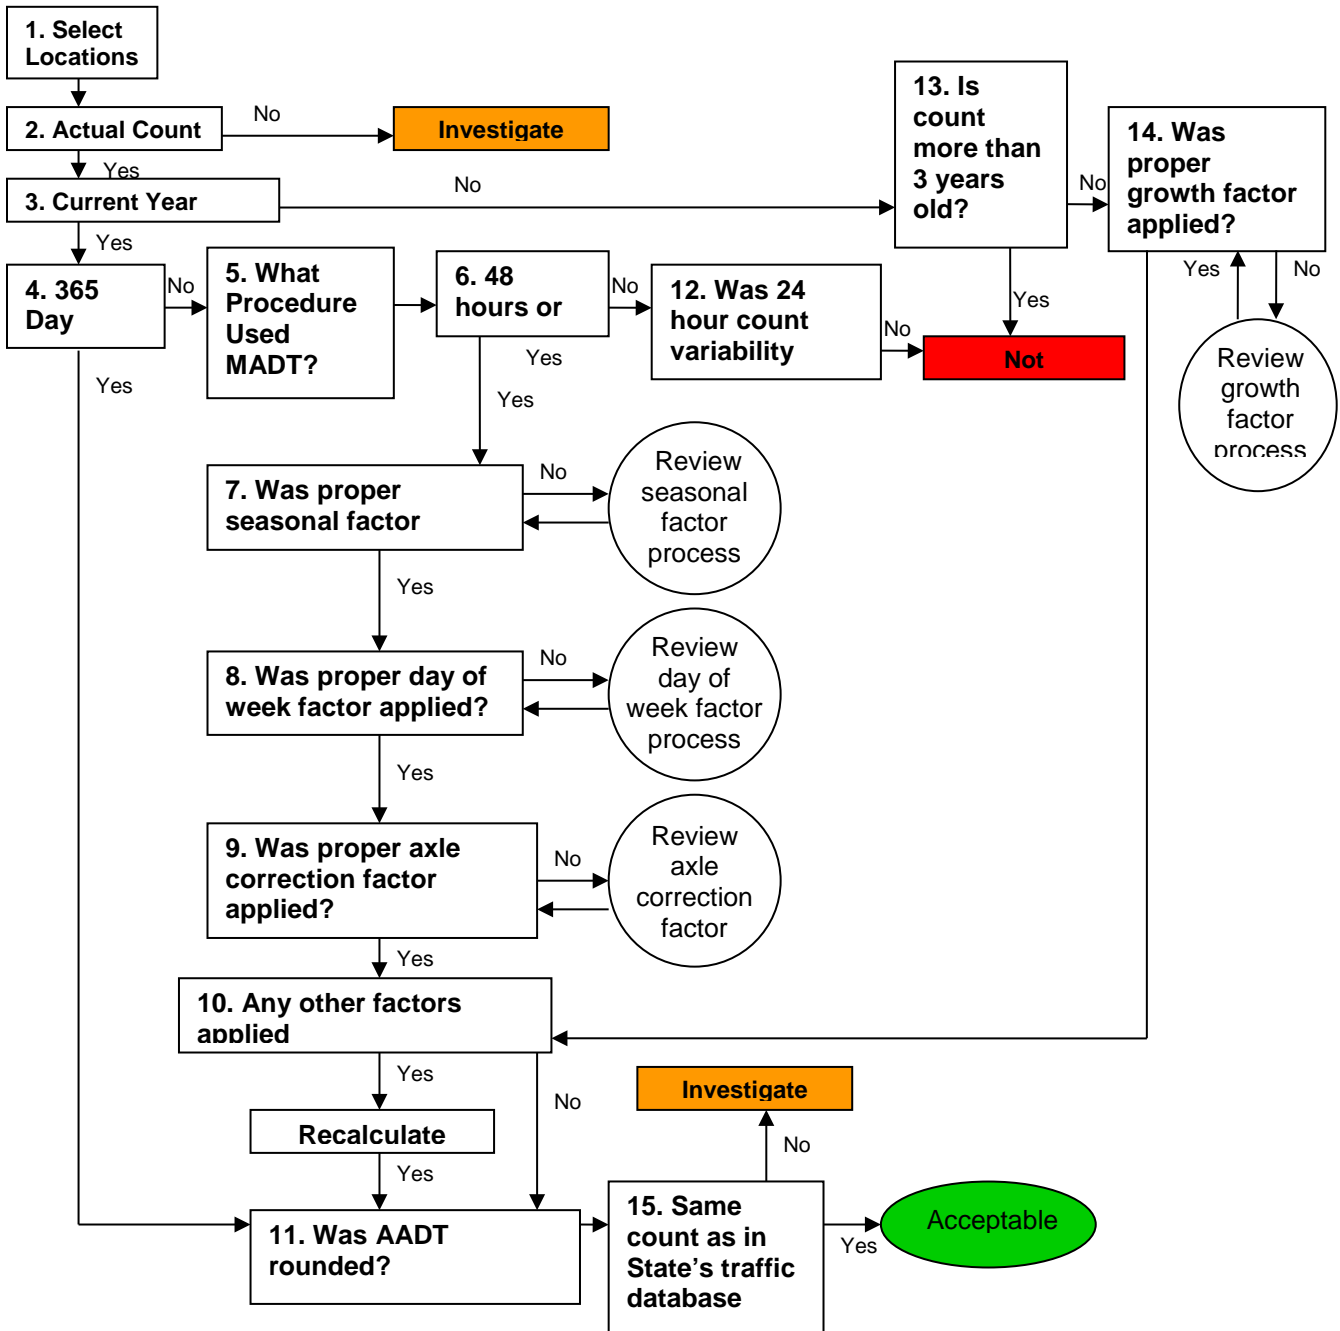 1. Select
Locations
2. Actual Count
No
Investigate
Yes
3. Current Year
No
Yes
4. 365
Day
No
5. What
Procedure
Used
MADT?
6. 48
hours or
No
12. Was 24
hour count
variability
No
Not
13. Is
count
more than
3 years
old?
No
Yes
14. Was
proper
growth factor
applied?
Yes
No
Review
growth
factor
process
Yes
Yes
Yes
7. Was proper
seasonal factor
No
Review
seasonal
factor
process
Yes
8. Was proper day of
week factor applied?
No
Review
day of
week factor
process
Yes
9. Was proper axle
correction factor
applied?
No
Review
axle
correction
factor
Yes
10. Any other factors
applied
Yes
No
Recalculate
Yes
11. Was AADT
rounded?
Investigate
No
15. Same
count as in
State's traffic
database
Yes
Acceptable